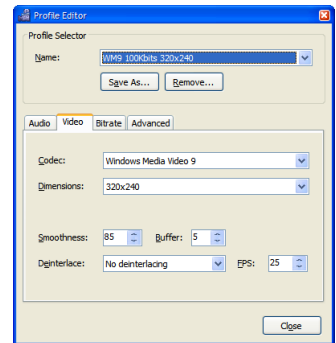 Profile Editor
Profile Selector
Name: WM9 100Kbits 320x240
Save As... Remove...
Audio Video Bitrate Advanced
Codec: Windows Media Video 9
Dimensions: 320x240
Smoothness: 85 Buffer: 5
Deinterlace: No deinterlacing FPS: 25
Close